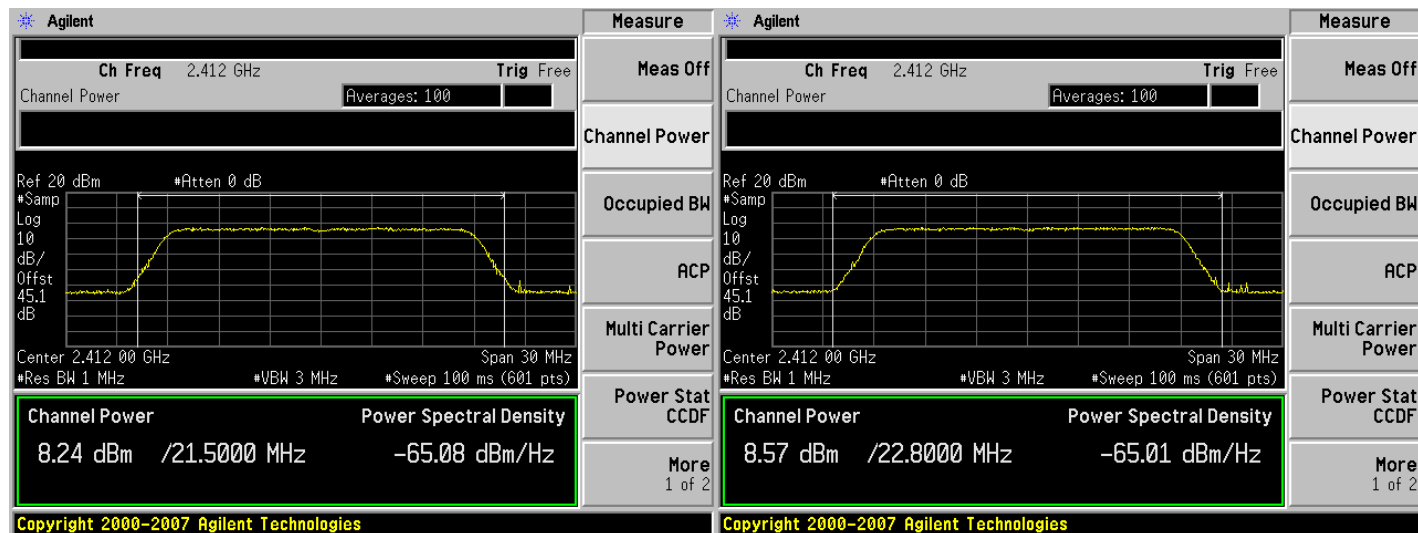 Agilent
Measure
Ch Freq 2.412 GHz Trig Free
Channel Power Averages: 100
Ref 20 dBm #Atten 0 dB
#Samp
Log
10
dB/
Offst
45.1
dB
Center 2.412 00 GHz Span 30 MHz
#Res BW 1 MHz #VBW 3 MHz #Sweep 100 ms (601 pts)
Channel Power Power Spectral Density
8.24 dBm /21.5000 MHz -65.08 dBm/Hz
Meas Off
Channel Power
Occupied BW
ACP
Multi Carrier
Power
Power Stat
CCDF
More
1 of 2
Copyright 2000-2007 Agilent Technologies
Agilent
Measure
Ch Freq 2.412 GHz Trig Free
Channel Power Averages: 100
Ref 20 dBm #Atten 0 dB
#Samp
Log
10
dB/
Offst
45.1
dB
Center 2.412 00 GHz Span 30 MHz
#Res BW 1 MHz #VBW 3 MHz #Sweep 100 ms (601 pts)
Channel Power Power Spectral Density
8.57 dBm /22.8000 MHz -65.01 dBm/Hz
Meas Off
Channel Power
Occupied BW
ACP
Multi Carrier
Power
Power Stat
CCDF
More
1 of 2
Copyright 2000-2007 Agilent Technologies